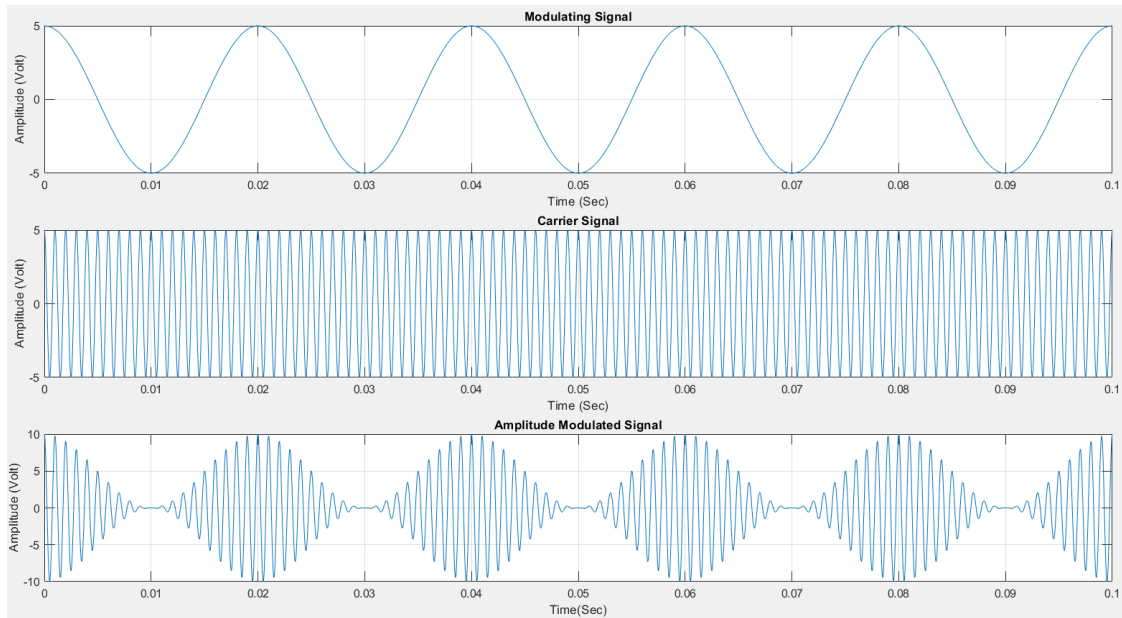 Modulating Signal
5
0
-5
Amplitude (Volt)
0 0.01 0.02 0.03 0.04 0.05 0.06 0.07 0.08 0.09 0.1
Time (Sec)
Carrier Signal
5
0
-5
Amplitude (Volt)
0 0.01 0.02 0.03 0.04 0.05 0.06 0.07 0.08 0.09 0.1
Time (Sec)
Amplitude Modulated Signal
10
5
0
-5
-10
Amplitude (Volt)
0 0.01 0.02 0.03 0.04 0.05 0.06 0.07 0.08 0.09 0.1
Time(Sec)